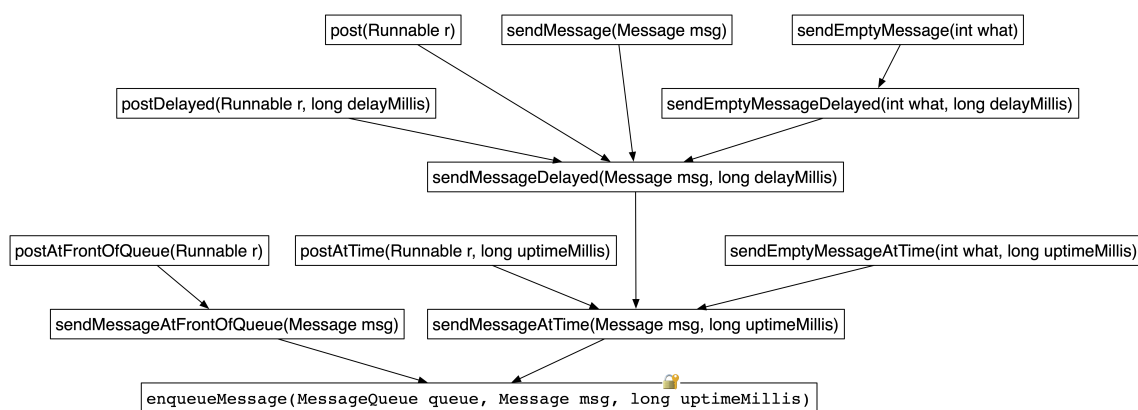 post(Runnable r)
sendMessage(Message msg)
sendEmptyMessage(int what)
postDelayed(Runnable r, long delayMillis)
sendEmptyMessageDelayed(int what, long delayMillis)
sendMessageDelayed(Message msg, long delayMillis)
postAtFrontOfQueue(Runnable r)
postAtTime(Runnable r, long uptimeMillis)
sendEmptyMessageAtTime(int what, long uptimeMillis)
sendMessageAtFrontOfQueue(Message msg)
sendMessageAtTime(Message msg, long uptimeMillis)
enqueueMessage(MessageQueue queue, Message msg, long uptimeMillis)